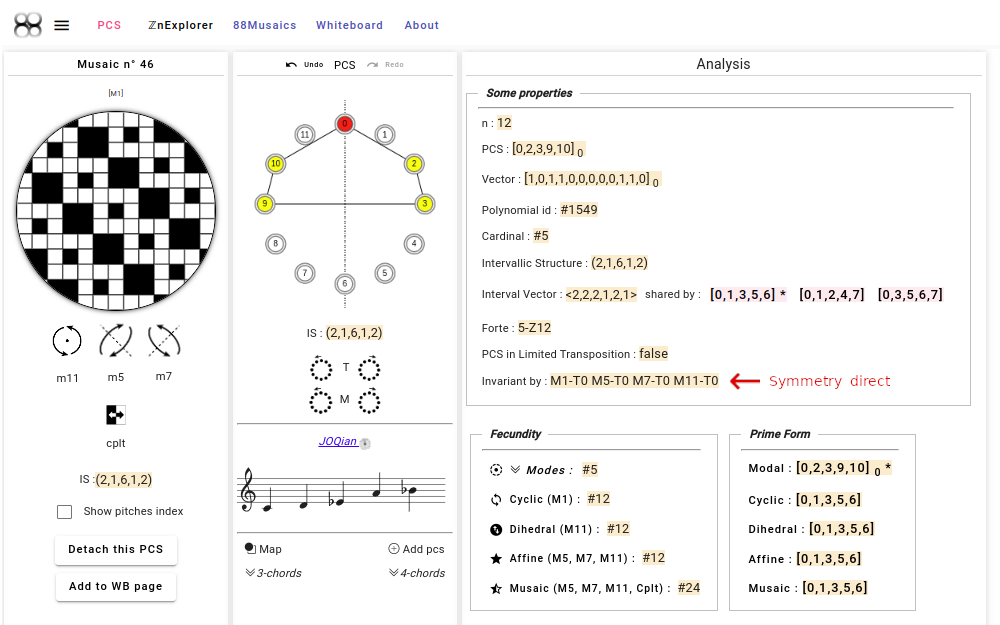 PCS ℤnExplorer 88Musaics Whiteboard About
Musaic n° 46
[M1]
m11 m5 m7
cplt
IS :(2,1,6,1,2)
Show pitches index
Detach this PCS
Add to WB page
Undo PCS Redo
0
11 1
10 2
9 3
8 4
7 5
6
IS : (2,1,6,1,2)
T
M
JOQian
Map Add pcs
3-chords 4-chords
Analysis
Some properties
n : 12
PCS : [0,2,3,9,10] 0
Vector : [1,0,1,1,0,0,0,0,0,1,1,0] 0
Polynomial id : #1549
Cardinal : #5
Intervallic Structure : (2,1,6,1,2)
Interval Vector : <2,2,2,1,2,1> shared by : [0,1,3,5,6] * [0,1,2,4,7] [0,3,5,6,7]
Forte : 5-Z12
PCS in Limited Transposition : false
Invariant by : M1-T0 M5-T0 M7-T0 M11-T0 Symmetry direct
Fecundity
Modes : #5
Cyclic (M1) : #12
Dihedral (M11) : #12
Affine (M5, M7, M11) : #12
Musaic (M5, M7, M11, Cplt) : #24
Prime Form
Modal : [0,2,3,9,10] 0 *
Cyclic : [0,1,3,5,6]
Dihedral : [0,1,3,5,6]
Affine : [0,1,3,5,6]
Musaic : [0,1,3,5,6]